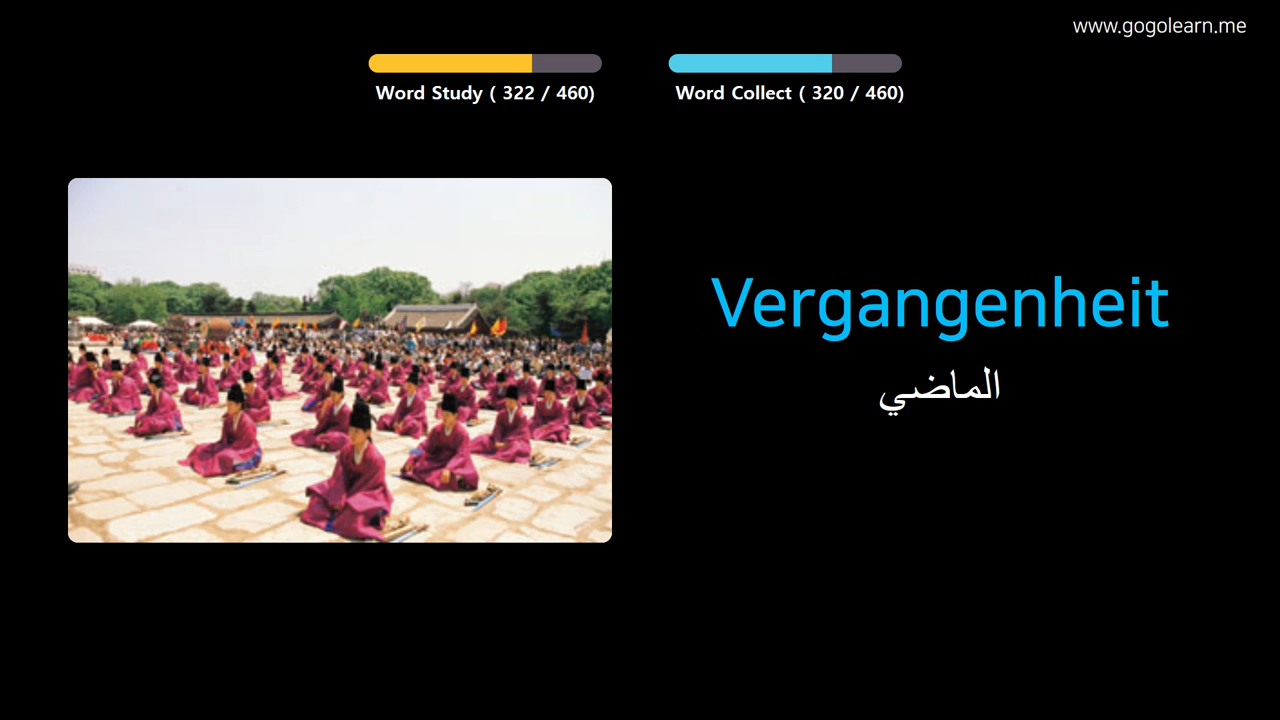 www.gogolearn.me
Word Study ( 322 / 460)
Word Collect ( 320 / 460)
Vergangenheit
الماضي